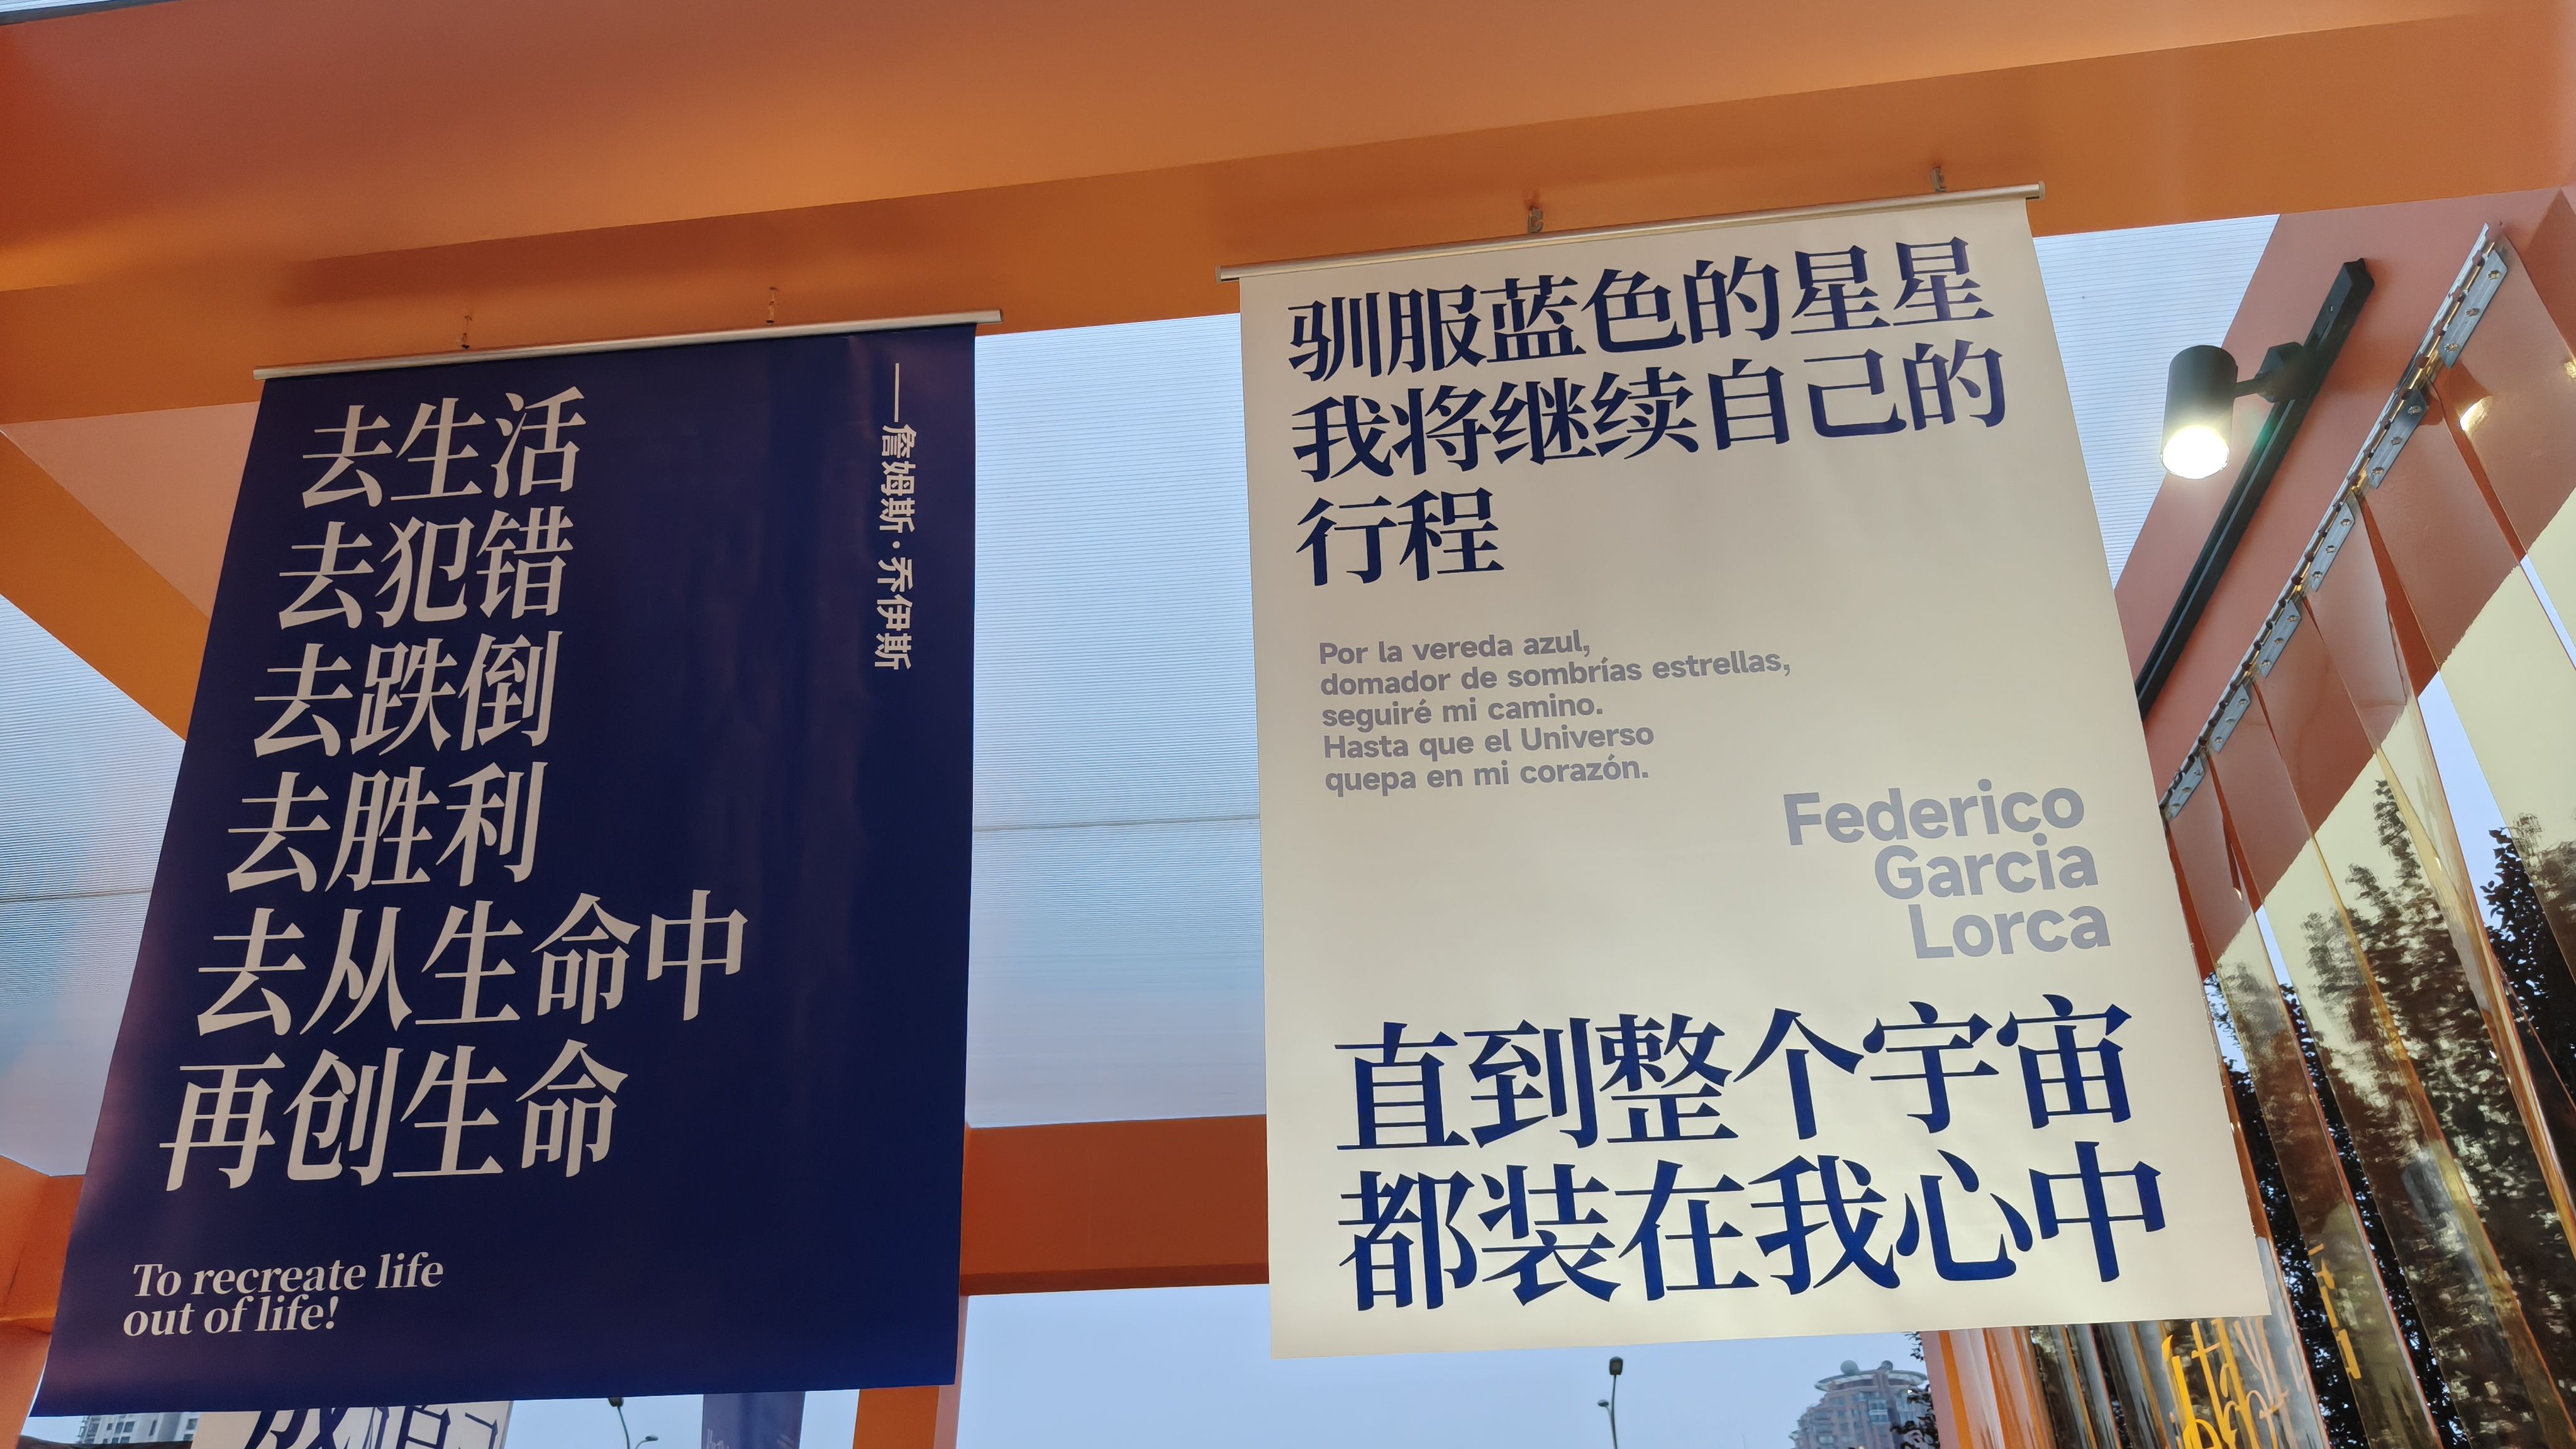 去生活
去犯错
去跌倒
去胜利
去从生命中
再创生命
——詹姆斯·乔伊斯
To recreate life
out of life!
驯服蓝色的星星
我将继续自己的
行程
Por la vereda azul,
domador de sombrías estrellas,
seguiré mi camino.
Hasta que el Universo
quepa en mi corazón.
Federico
Garcia
Lorca
直到整个宇宙
都装在我心中